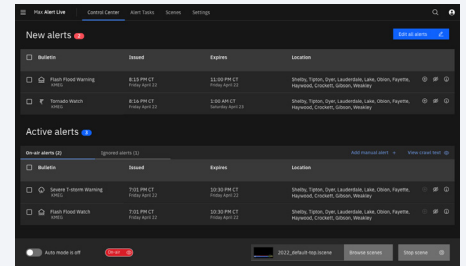 Max Alert Live Control Center Alert Tasks Scenes Settings
New alerts 2
Edit all alerts
Bulletin Issued Expires Location
Flash Flood Warning 8:15 PM CT 11:00 PM CT Shelby, Tipton, Dyer, Lauderdale, Lake, Obion, Fayette,
KMEG Friday April 22 Friday April 22 Haywood, Crockett, Gibson, Weakley
Tornado Watch 8:14 PM CT 1:00 AM CT Shelby, Tipton, Dyer, Lauderdale, Lake, Obion, Fayette,
KMEG Friday April 22 Saturday April 23 Haywood, Crockett, Gibson, Weakley
Active alerts
On-air alerts (2) Ignored alerts (1) Add manual alert + View crawl text
Bulletin Issued Expires Location
Severe T-storm Warning 7:01 PM CT 10:30 PM CT Shelby, Tipton, Dyer, Lauderdale, Lake, Obion, Fayette,
KMEG Friday April 22 Friday April 22 Haywood, Crockett, Gibson, Weakley
Flash Flood Watch 7:01 PM CT 10:30 PM CT Shelby, Tipton, Dyer, Lauderdale, Lake, Obion, Fayette,
KMEG Friday April 22 Friday April 22 Haywood, Crockett, Gibson, Weakley
Auto mode is off On-air 2022_default-top.lscene Browse scenes Stop scene